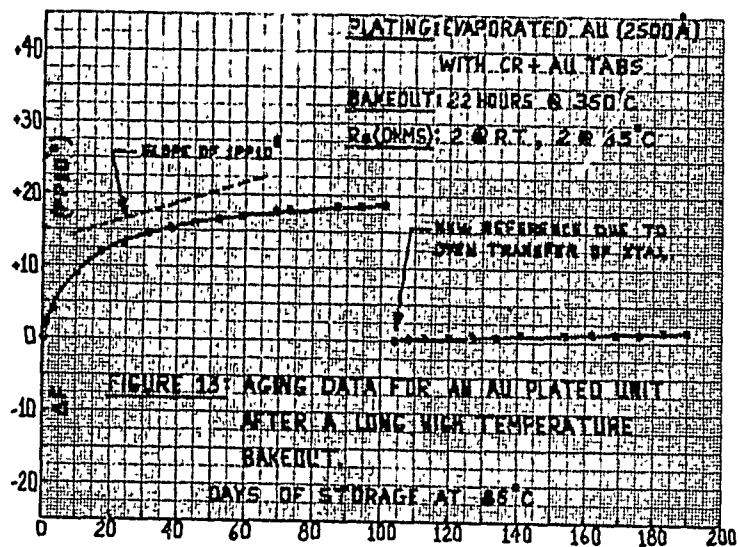 +40
+30
+20
+10
0
-10
-20
ΔF
(PP10⁸)
PLATING: EVAPORATED AU (2500Å)
WITH CR + AU TABS
BAKEOUT: 22 HOURS @ 350°C
(OHMS): 2 @ R.T., 2 @ 85°C
SLOPE OF 1PP10
NEW REFERENCE DUE TO
OVEN TRANSFER OF XTAL.
FIGURE 13: AGING DATA FOR AN AU PLATED UNIT
AFTER A LONG HIGH TEMPERATURE
BAKEOUT.
DAYS OF STORAGE AT 85°C
0 20 40 60 80 100 120 140 160 180 200